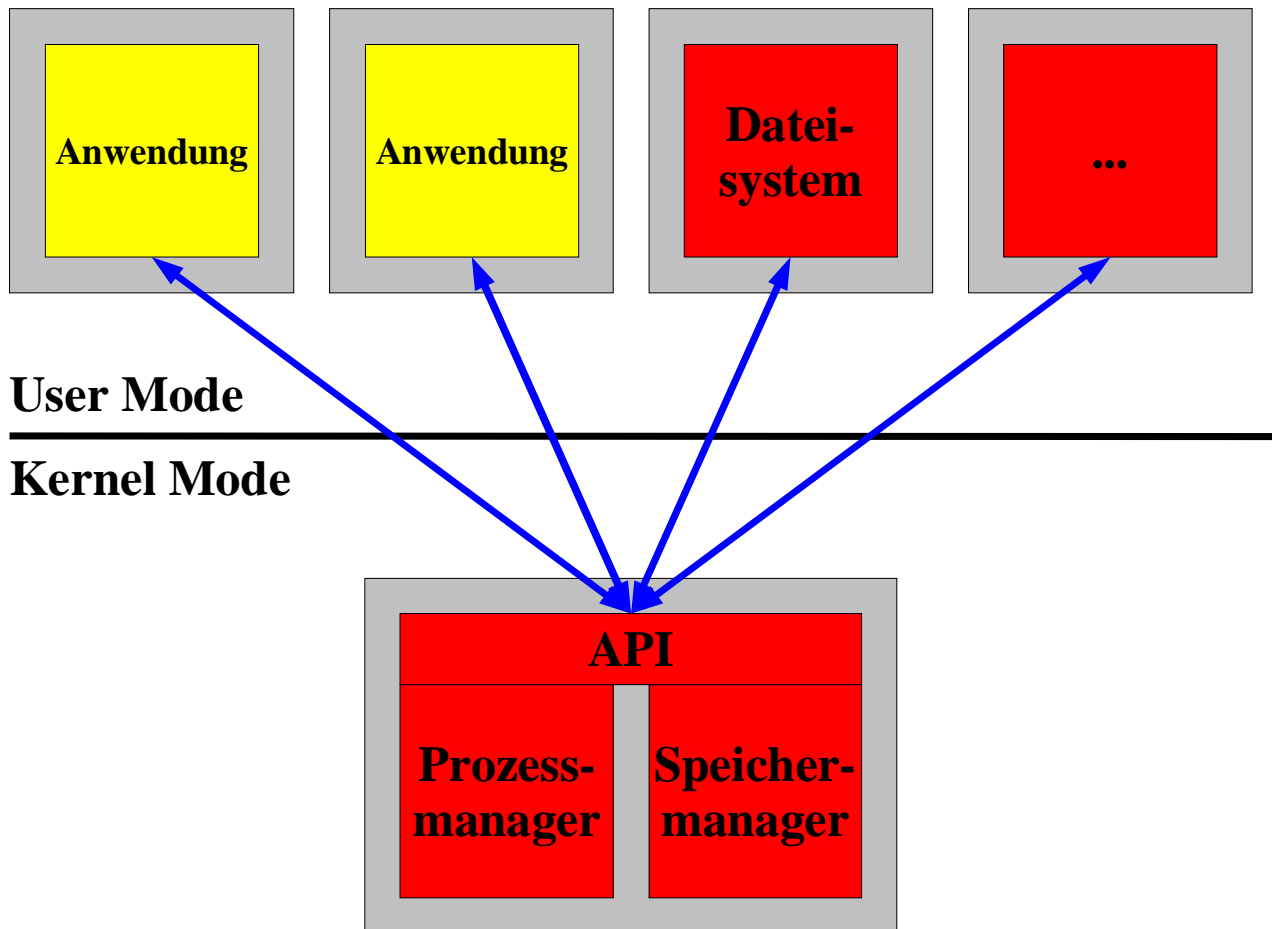 Anwendung
Anwendung
Datei-
system
...
User Mode
Kernel Mode
API
Prozess-
manager
Speicher-
manager